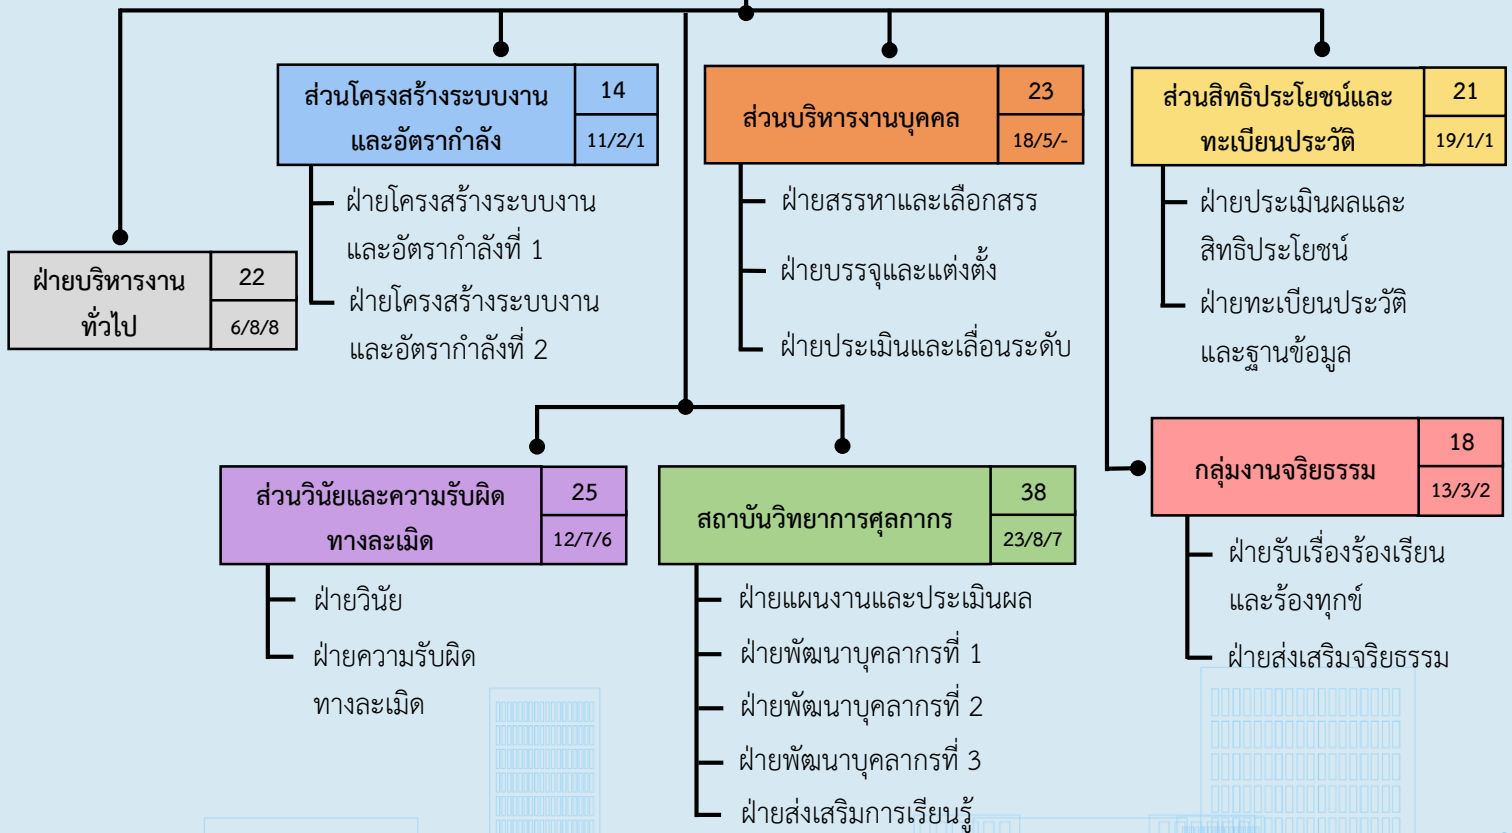 ส่วนโครงสร้างระบบงาน
และอัตรากำลัง
14
11/2/1
ส่วนบริหารงานบุคคล
23
18/5/-
ส่วนสิทธิประโยชน์และ
ทะเบียนประวัติ
21
19/1/1
ฝ่ายโครงสร้างระบบงาน
และอัตรากำลังที่ 1
ฝ่ายโครงสร้างระบบงาน
และอัตรากำลังที่ 2
ฝ่ายสรรหาและเลือกสรร
ฝ่ายบรรจุและแต่งตั้ง
ฝ่ายประเมินและเลื่อนระดับ
ฝ่ายประเมินผลและ
สิทธิประโยชน์
ฝ่ายทะเบียนประวัติ
และฐานข้อมูล
ฝ่ายบริหารงาน
ทั่วไป
22
6/8/8
ส่วนวินัยและความรับผิด
ทางละเมิด
25
12/7/6
สถาบันวิทยาการศุลกากร
38
23/8/7
กลุ่มงานจริยธรรม
18
13/3/2
ฝ่ายวินัย
ฝ่ายความรับผิด
ทางละเมิด
ฝ่ายแผนงานและประเมินผล
ฝ่ายพัฒนาบุคลากรที่ 1
ฝ่ายพัฒนาบุคลากรที่ 2
ฝ่ายพัฒนาบุคลากรที่ 3
ฝ่ายส่งเสริมการเรียนรู้
ฝ่ายรับเรื่องร้องเรียน
และร้องทุกข์
ฝ่ายส่งเสริมจริยธรรม